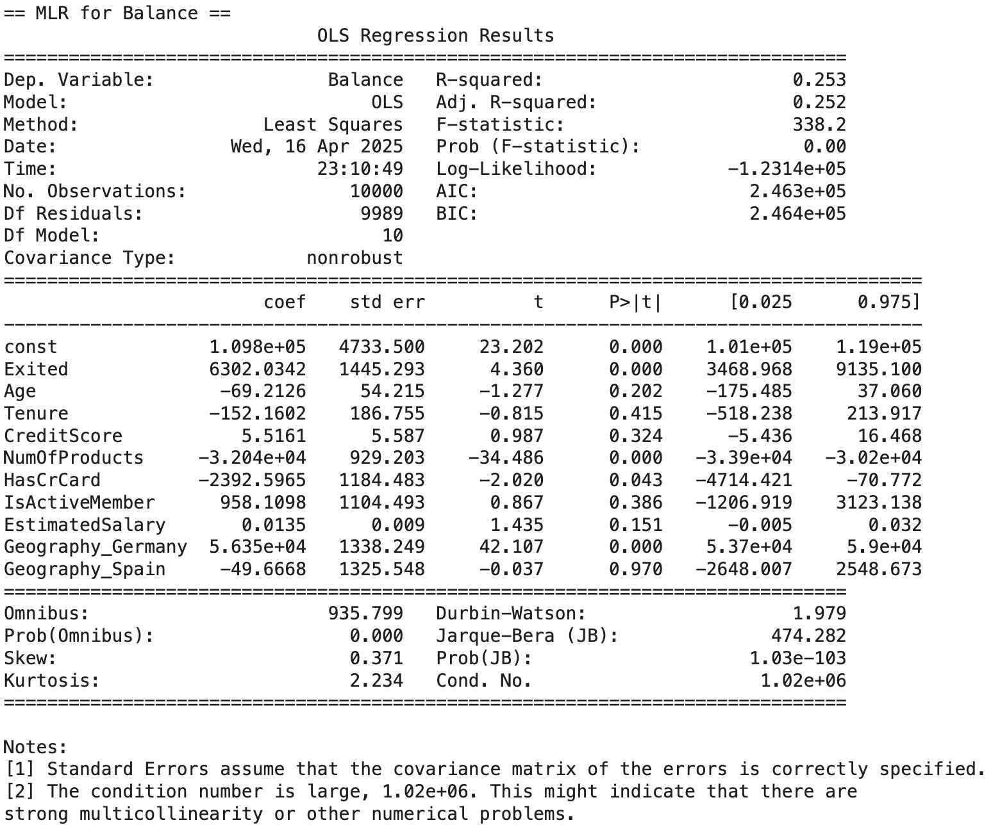 == MLR for Balance ==
                            OLS Regression Results
==============================================================================
Dep. Variable:                Balance   R-squared:                       0.253
Model:                            OLS   Adj. R-squared:                  0.252
Method:                 Least Squares   F-statistic:                     338.2
Date:                Wed, 16 Apr 2025   Prob (F-statistic):               0.00
Time:                        23:10:49   Log-Likelihood:            -1.2314e+05
No. Observations:               10000   AIC:                         2.463e+05
Df Residuals:                    9989   BIC:                         2.464e+05
Df Model:                          10
Covariance Type:            nonrobust
=====================================================================================
                        coef    std err          t      P>|t|      [0.025      0.975]
-------------------------------------------------------------------------------------
const              1.098e+05   4733.500     23.202      0.000    1.01e+05    1.19e+05
Exited             6302.0342   1445.293      4.360      0.000    3468.968    9135.100
Age                 -69.2126     54.215     -1.277      0.202    -175.485      37.060
Tenure             -152.1602    186.755     -0.815      0.415    -518.238     213.917
CreditScore           5.5161      5.587      0.987      0.324      -5.436      16.468
NumOfProducts     -3.204e+04    929.203    -34.486      0.000   -3.39e+04   -3.02e+04
HasCrCard         -2392.5965   1184.483     -2.020      0.043   -4714.421     -70.772
IsActiveMember      958.1098   1104.493      0.867      0.386   -1206.919    3123.138
EstimatedSalary       0.0135      0.009      1.435      0.151      -0.005       0.032
Geography_Germany  5.635e+04   1338.249     42.107      0.000    5.37e+04     5.9e+04
Geography_Spain     -49.6668   1325.548     -0.037      0.970   -2648.007    2548.673
==============================================================================
Omnibus:                      935.799   Durbin-Watson:                   1.979
Prob(Omnibus):                  0.000   Jarque-Bera (JB):              474.282
Skew:                           0.371   Prob(JB):                    1.03e-103
Kurtosis:                       2.234   Cond. No.                     1.02e+06
==============================================================================

Notes:
[1] Standard Errors assume that the covariance matrix of the errors is correctly specified.
[2] The condition number is large, 1.02e+06. This might indicate that there are
strong multicollinearity or other numerical problems.